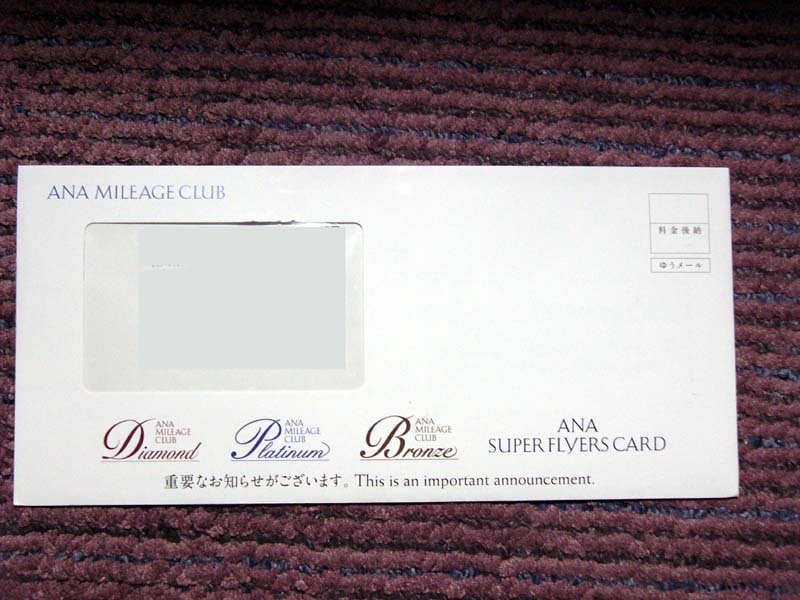 ANA MILEAGE CLUB
料金後納
ゆうメール
ANA MILEAGE CLUB Diamond
ANA MILEAGE CLUB Platinum
ANA MILEAGE CLUB Bronze
ANA
SUPER FLYERS CARD
重要なお知らせがございます。This is an important announcement.